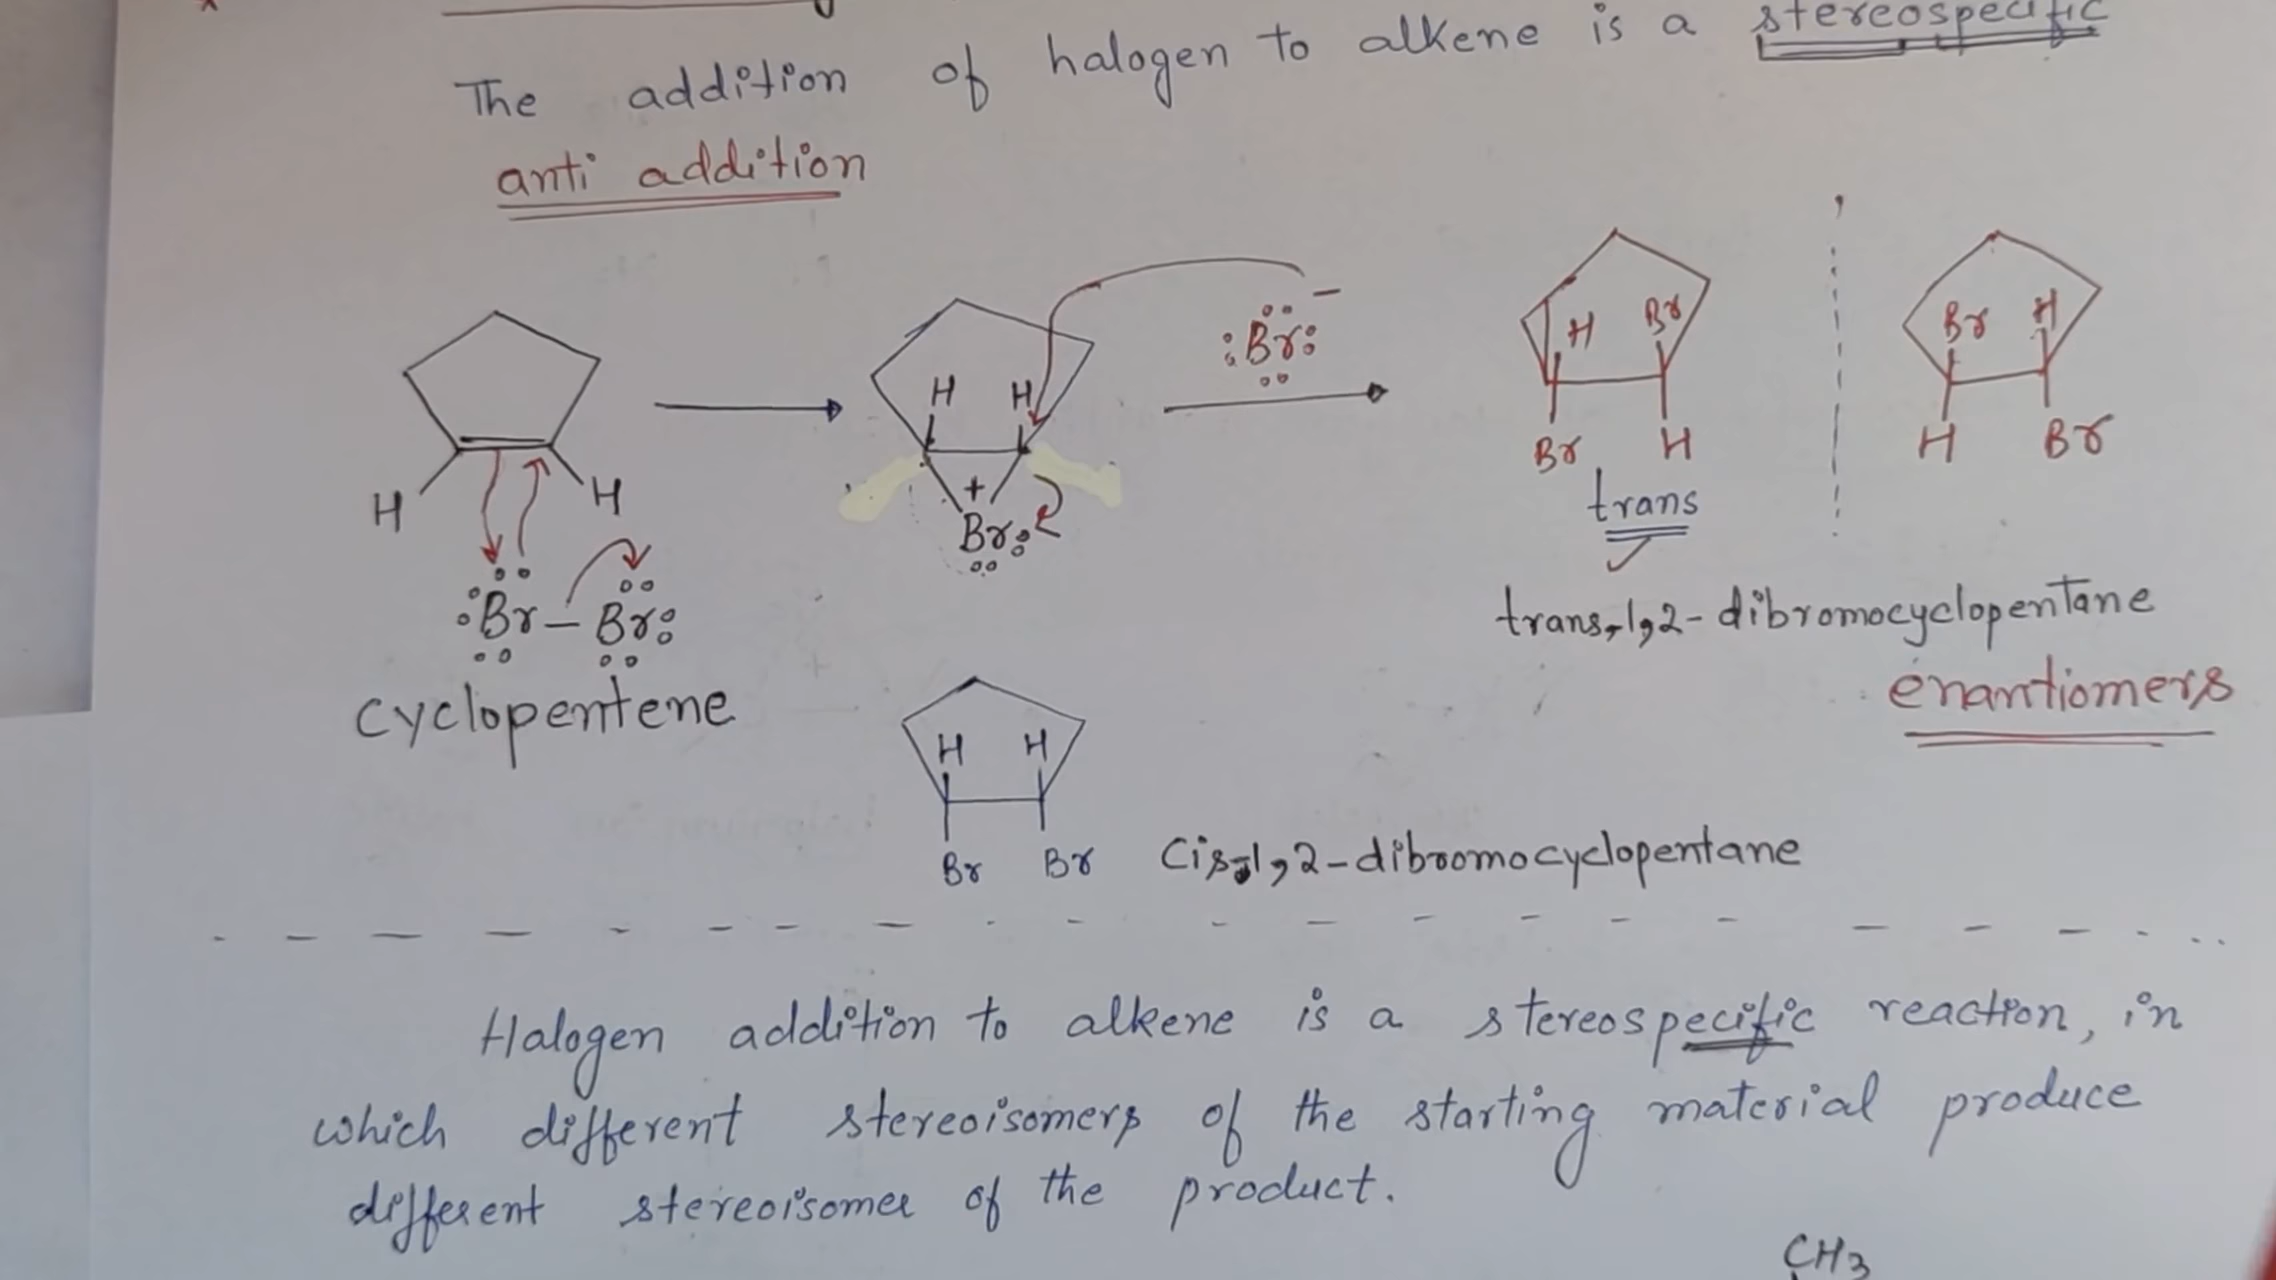 The addition of halogen to alkene is a stereospecific
anti addition
H H
:Br – Br:
cyclopentene
H H
+
Br:
:Br: –
H Br
Br H
trans
Br H
H Br
trans-1,2-dibromocyclopentane
enantiomers
H H
Br Br
Cis-1,2-dibromocyclopentane
Halogen addition to alkene is a stereospecific reaction, in
which different stereoisomers of the starting material produce
different stereoisomer of the product.
CH3